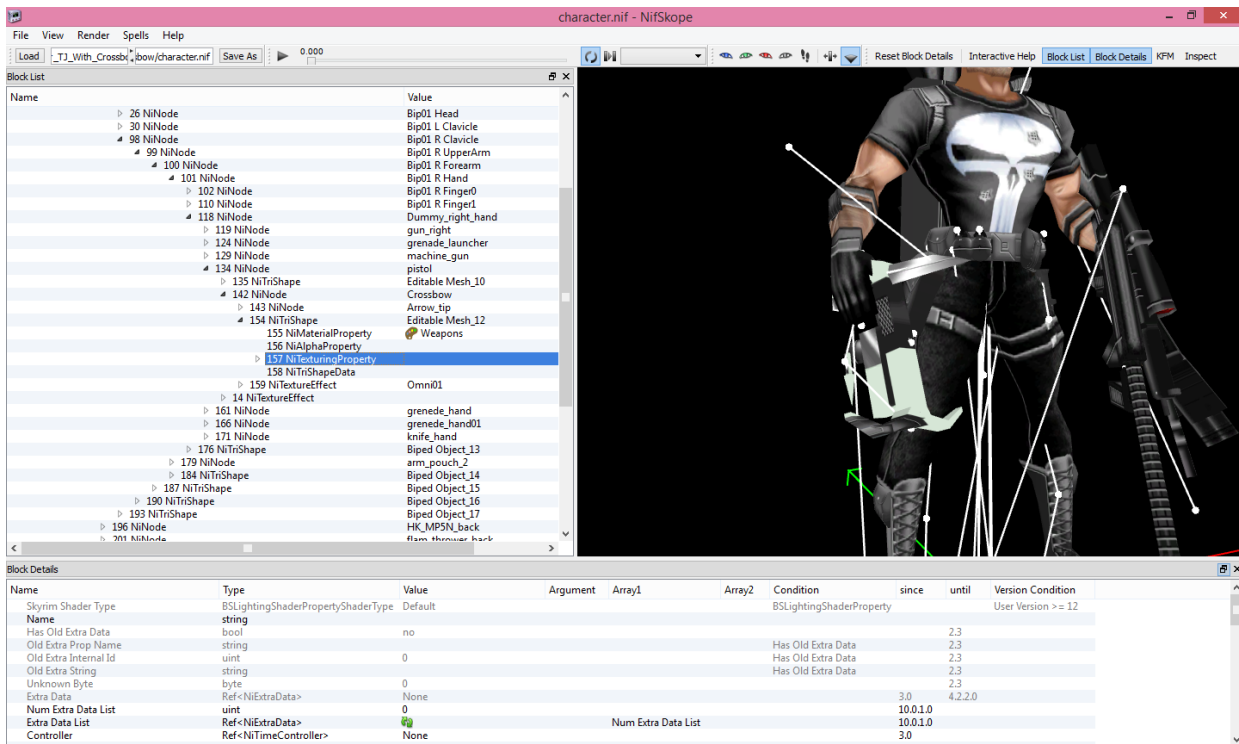 character.nif - NifSkope
File View Render Spells Help
Load _TJ_With_Crossbo bow/character.nif Save As 0.000 Reset Block Details Interactive Help Block List Block Details KFM Inspect
Block List
Name Value
26 NiNode Bip01 Head
30 NiNode Bip01 L Clavicle
98 NiNode Bip01 R Clavicle
99 NiNode Bip01 R UpperArm
100 NiNode Bip01 R Forearm
101 NiNode Bip01 R Hand
102 NiNode Bip01 R Finger0
110 NiNode Bip01 R Finger1
118 NiNode Dummy_right_hand
119 NiNode gun_right
124 NiNode grenade_launcher
129 NiNode machine_gun
134 NiNode pistol
135 NiTriShape Editable Mesh_10
142 NiNode Crossbow
143 NiNode Arrow_tip
154 NiTriShape Editable Mesh_12
155 NiMaterialProperty Weapons
156 NiAlphaProperty
157 NiTexturingProperty
158 NiTriShapeData
159 NiTextureEffect Omni01
14 NiTextureEffect
161 NiNode grenede_hand
166 NiNode grenede_hand01
171 NiNode knife_hand
176 NiTriShape Biped Object_13
179 NiNode arm_pouch_2
184 NiTriShape Biped Object_14
187 NiTriShape Biped Object_15
190 NiTriShape Biped Object_16
193 NiTriShape Biped Object_17
196 NiNode HK_MP5N_back
201 NiNode flam_thrower_back
Block Details
Name Type Value Argument Array1 Array2 Condition since until Version Condition
Skyrim Shader Type BSLightingShaderPropertyShaderType Default BSLightingShaderProperty User Version >= 12
Name string
Has Old Extra Data bool no 2.3
Old Extra Prop Name string Has Old Extra Data 2.3
Old Extra Internal Id uint 0 Has Old Extra Data 2.3
Old Extra String string Has Old Extra Data 2.3
Unknown Byte byte 0 2.3
Extra Data Ref<NiExtraData> None 3.0 4.2.2.0
Num Extra Data List uint 0 10.0.1.0
Extra Data List Ref<NiExtraData> Num Extra Data List 10.0.1.0
Controller Ref<NiTimeController> None 3.0